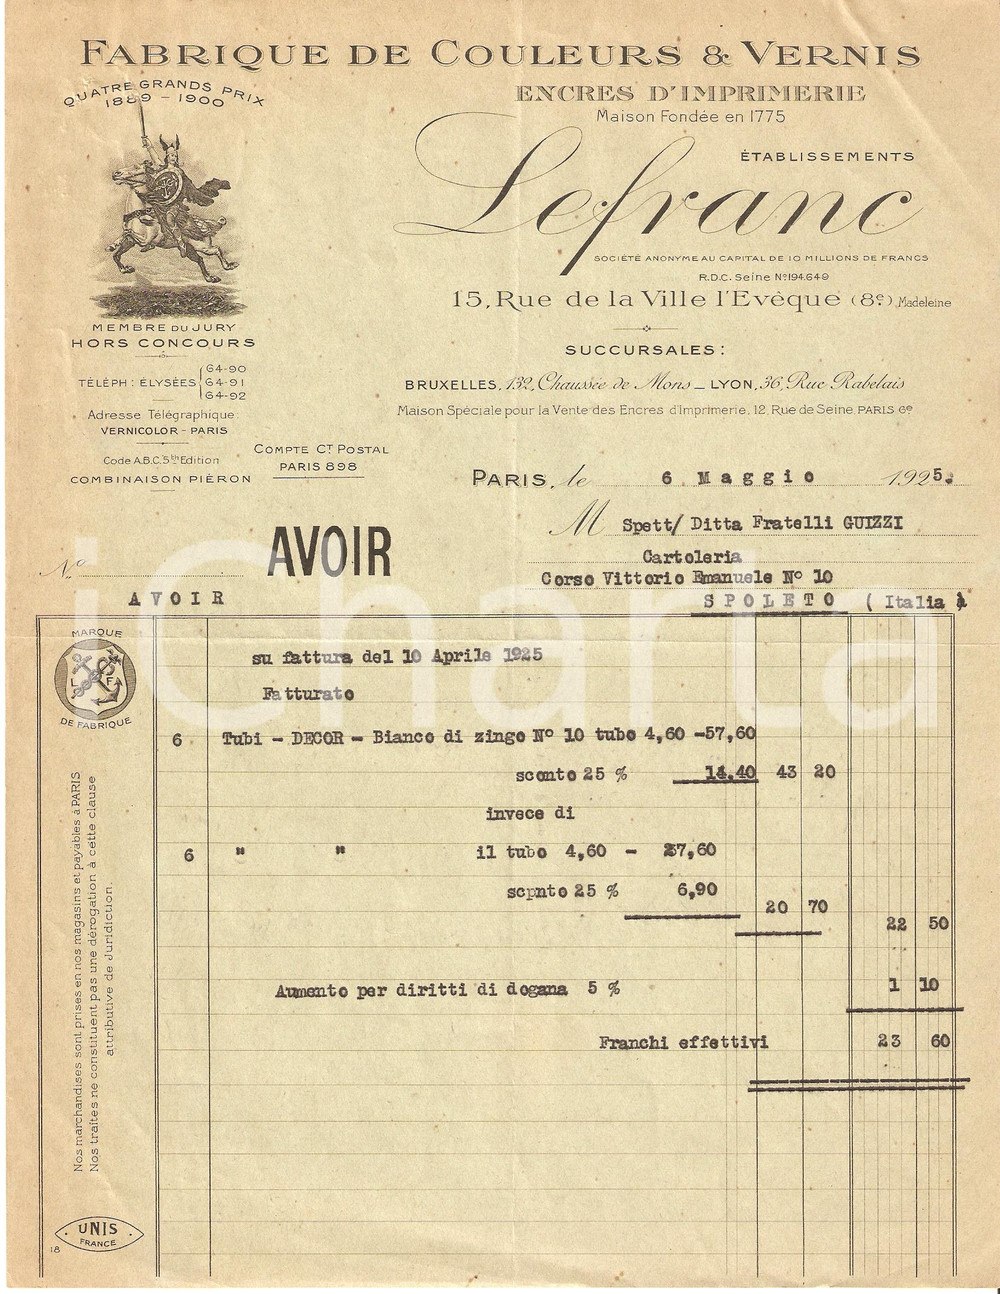 FABRIQUE DE COULEURS & VERNIS
QUATRE GRANDS PRIX
1889 - 1900
ENCRES D'IMPRIMERIE
Maison Fondée en 1775
ÉTABLISSEMENTS
Lefranc
SOCIÉTÉ ANONYME AU CAPITAL DE 10 MILLIONS DE FRANCS
R.D.C. Seine No 194.649
15, Rue de la Ville l'Evêque (8e) Madeleine
MEMBRE DU JURY
HORS CONCOURS
TÉLÉPH: ÉLYSÉES 64-90
64-91
64-92
Adresse Télégraphique:
VERNICOLOR - PARIS
Code A.B.C. 5th Edition
COMBINAISON PIÉRON
COMPTE CT POSTAL
PARIS 898
SUCCURSALES:
BRUXELLES, 132, Chaussée de Mons _ LYON, 36, Rue Rabelais
Maison Spéciale pour la Vente des Encres d'Imprimerie, 12, Rue de Seine, PARIS 6e
PARIS, le 6 Maggio 1925.
M Spett/ Ditta Fratelli GUIZZI
Cartoleria
Corso Vittorio Emanuele No 10
SPOLETO (Italia)
No
AVOIR
AVOIR
iCharta
MARQUE
L F
DE FABRIQUE
su fattura del 10 Aprile 1925
Fatturato
6 Tubi - DECOR - Bianco di zingo No 10 tubo 4,60 -57,60
sconto 25 % 14.40 43 20
invece di
6 " " il tubo 4,60 - 27,60
scpnto 25 % 6,90
20 70
22 50
Aumento per diritti di dogana 5 % 1 10
Franchi effettivi 23 60
Nos marchandises sont prises en nos magasins et payables à PARIS
Nos traites ne constituent pas une dérogation à cette clause
attributive de Juridiction.
UNIS
FRANCE
18